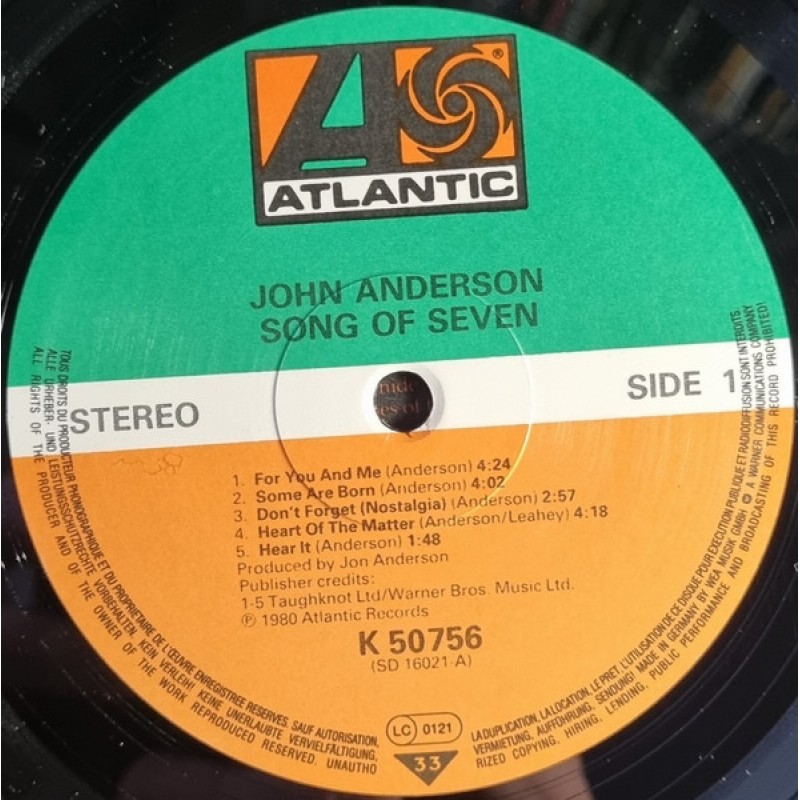 ATLANTIC®
JOHN ANDERSON
SONG OF SEVEN
STEREO
SIDE 1
1. For You And Me (Anderson) 4:24
2. Some Are Born (Anderson) 4:02
3. Don't Forget (Nostalgia) (Anderson) 2:57
4. Heart Of The Matter (Anderson/Leahey) 4:18
5. Hear It (Anderson) 1:48
Produced by Jon Anderson
Publisher credits:
1-5 Taughknot Ltd/Warner Bros. Music Ltd.
℗ 1980 Atlantic Records
K 50756
(SD 16021-A)
LC 0121
33
TOUS DROITS DU PRODUCTEUR PHONOGRAPHIQUE ET DU PROPRIETAIRE DE L'ŒUVRE ENREGISTREE RESERVES. SAUF AUTORISATION,
LA DUPLICATION, LA LOCATION, LE PRET, L'UTILISATION DE CE DISQUE POUR EXECUTION PUBLIQUE ET RADIODIFFUSION SONT INTERDITS.
ALLE URHEBER- UND LEISTUNGSSCHUTZRECHTE VORBEHALTEN. KEIN VERLEIH! KEINE UNERLAUBTE VERVIELFÄLTIGUNG,
VERMIETUNG, AUFFÜHRUNG, SENDUNG! MADE IN GERMANY BY WEA MUSIK GMBH A WARNER COMMUNICATIONS COMPANY
ALL RIGHTS OF THE PRODUCER AND OF THE OWNER OF THE WORK REPRODUCED RESERVED. UNAUTHO
RIZED COPYING, HIRING, LENDING, PUBLIC PERFORMANCE AND BROADCASTING OF THIS RECORD PROHIBITED!